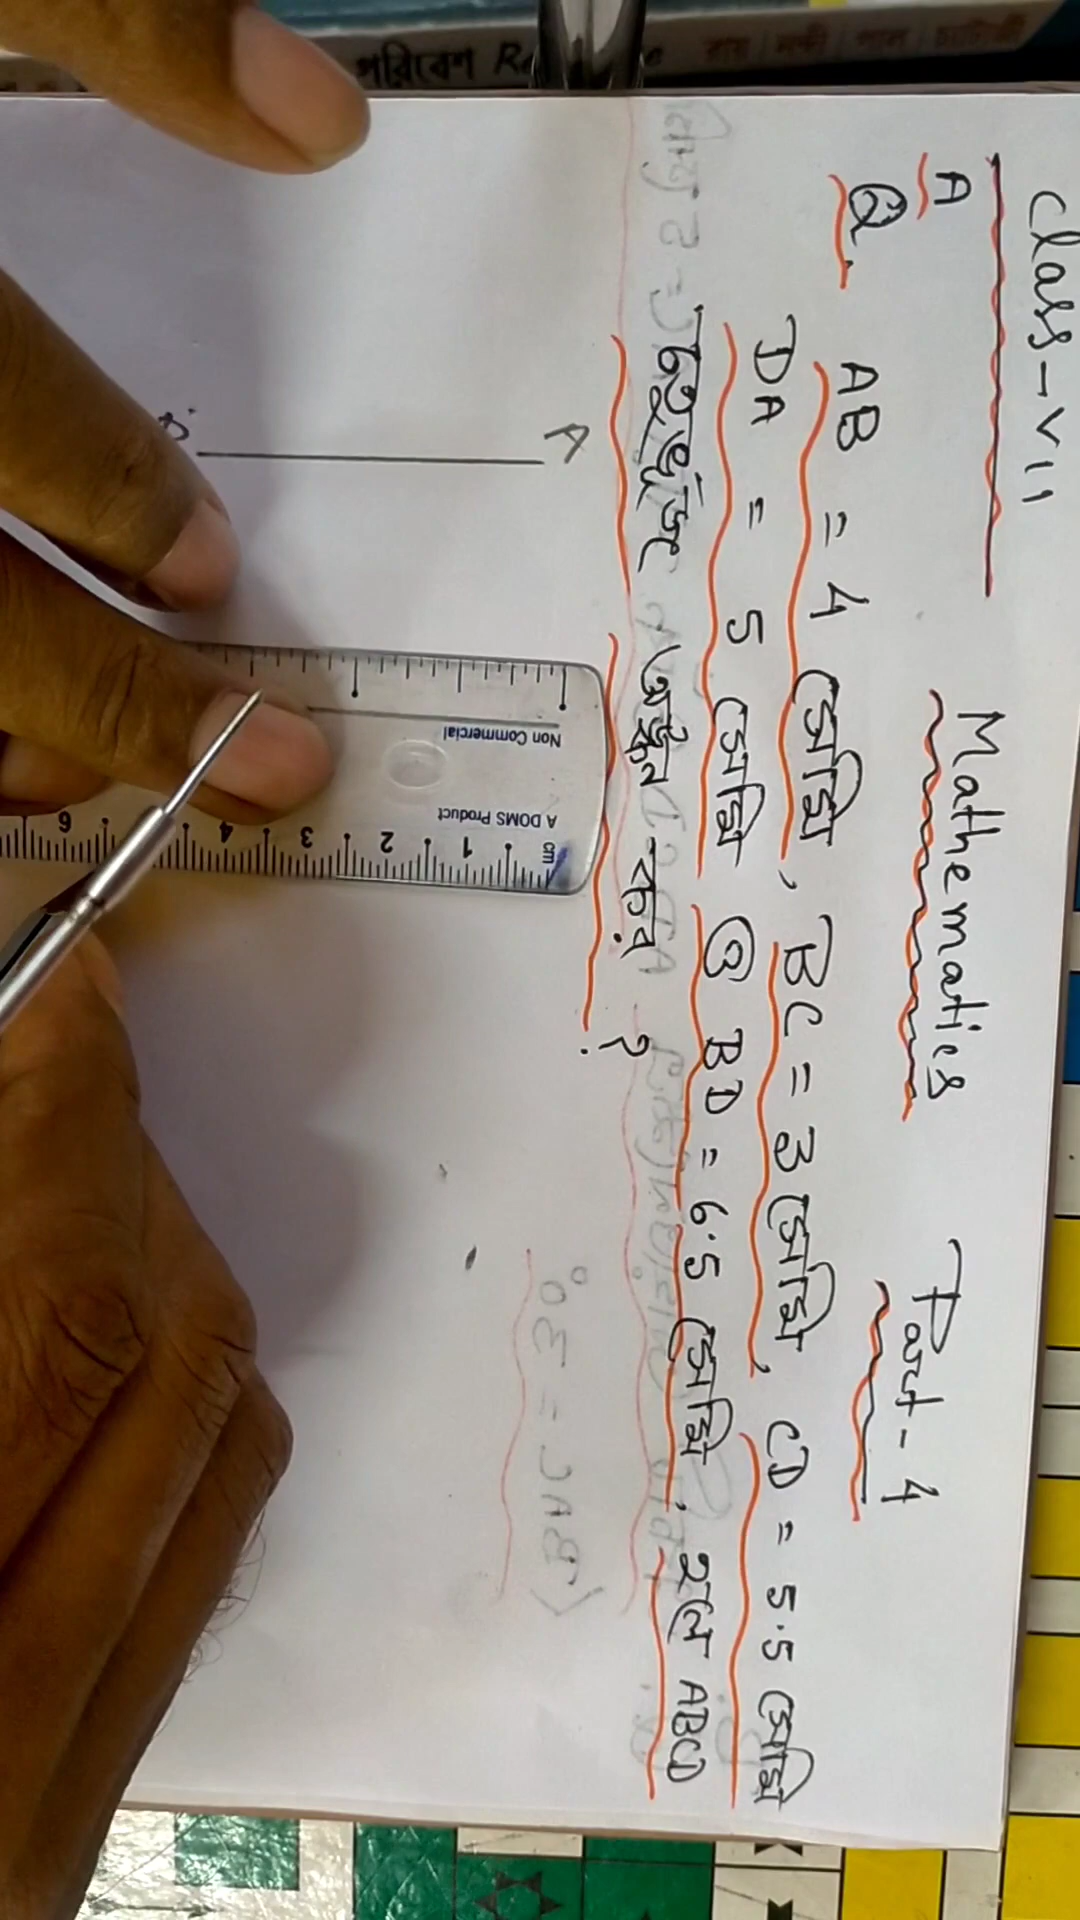 পরিবেশ
Class-VII Mathematics Part-4
A
Q. AB = 4 সেমি, BC = 3 সেমি, CD = 5.5 সেমি
DA = 5 সেমি ও BD = 6.5 সেমি, হলে ABCD
চতুর্ভুজ অঙ্কন কর ?
A
Non Commercial
A DOMS Product
cm 1 2 3 4 6